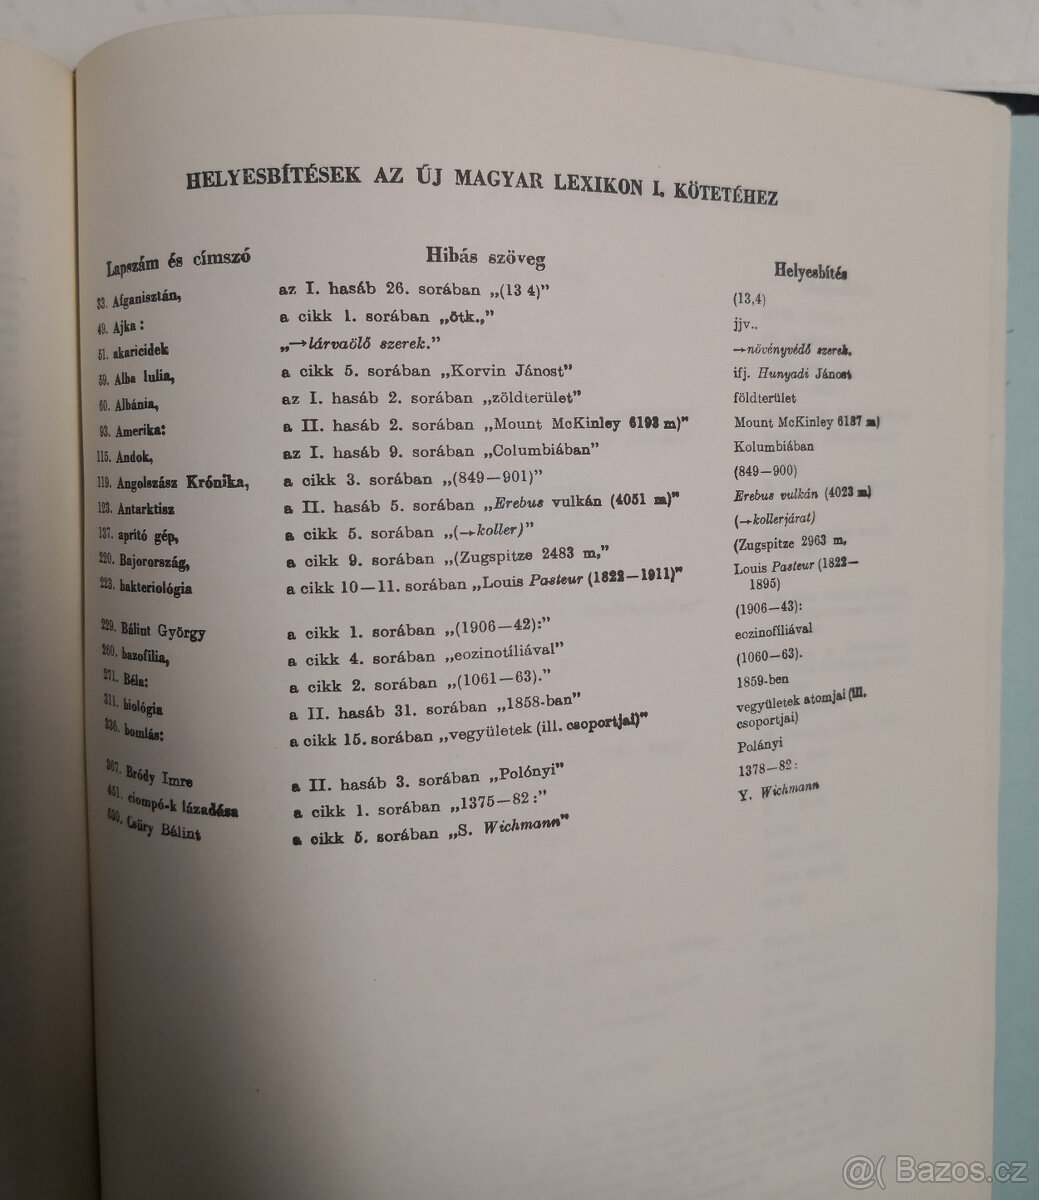 HELYESBÍTÉSEK AZ ÚJ MAGYAR LEXIKON I. KÖTETÉHEZ
Lapszám és címszó Hibás szöveg Helyesbítés
33. Afganisztán, az I. hasáb 26. sorában „(13 4)” (13,4)
49. Ajka: a cikk 1. sorában „ötk.,” jjv..
51. akaricidek „→lárvaölő szerek.” →növényvédő szerek.
59. Alba Iulia, a cikk 5. sorában „Korvin Jánost” ifj. Hunyadi Jánost
60. Albánia, az I. hasáb 2. sorában „zöldterület” földterület
93. Amerika: a II. hasáb 2. sorában „Mount McKinley 6193 m)” Mount McKinley 6187 m)
115. Andok, az I. hasáb 9. sorában „Columbiában” Kolumbiában
119. Angolszász Krónika, a cikk 3. sorában „(849—901)” (849—900)
123. Antarktisz a II. hasáb 5. sorában „Erebus vulkán (4051 m)” Erebus vulkán (4023 m)
137. aprító gép, a cikk 5. sorában „(→koller)” (→kollerjárat)
220. Bajorország, a cikk 9. sorában „(Zugspitze 2483 m,” (Zugspitze 2963 m,
223. bakteriológia a cikk 10—11. sorában „Louis Pasteur (1822—1911)” Louis Pasteur (1822—
1895)
229. Bálint György a cikk 1. sorában „(1906—42):” (1906—43):
260. bazofília, a cikk 4. sorában „eozinotíliával” eozinofíliával
271. Béla: a cikk 2. sorában „(1061—63).” (1060—63).
311. biológia a II. hasáb 31. sorában „1858-ban” 1859-ben
336. bomlás: a cikk 15. sorában „vegyületek (ill. csoportjai)” vegyületek atomjai (ill.
csoportjai)
367. Bródy Imre a II. hasáb 3. sorában „Polónyi” Polányi
451. ciompó-k lázadása a cikk 1. sorában „1375—82:” 1378—82:
480. Csűry Bálint a cikk 5. sorában „S. Wichmann” Y. Wichmann
@( Bazos.cz